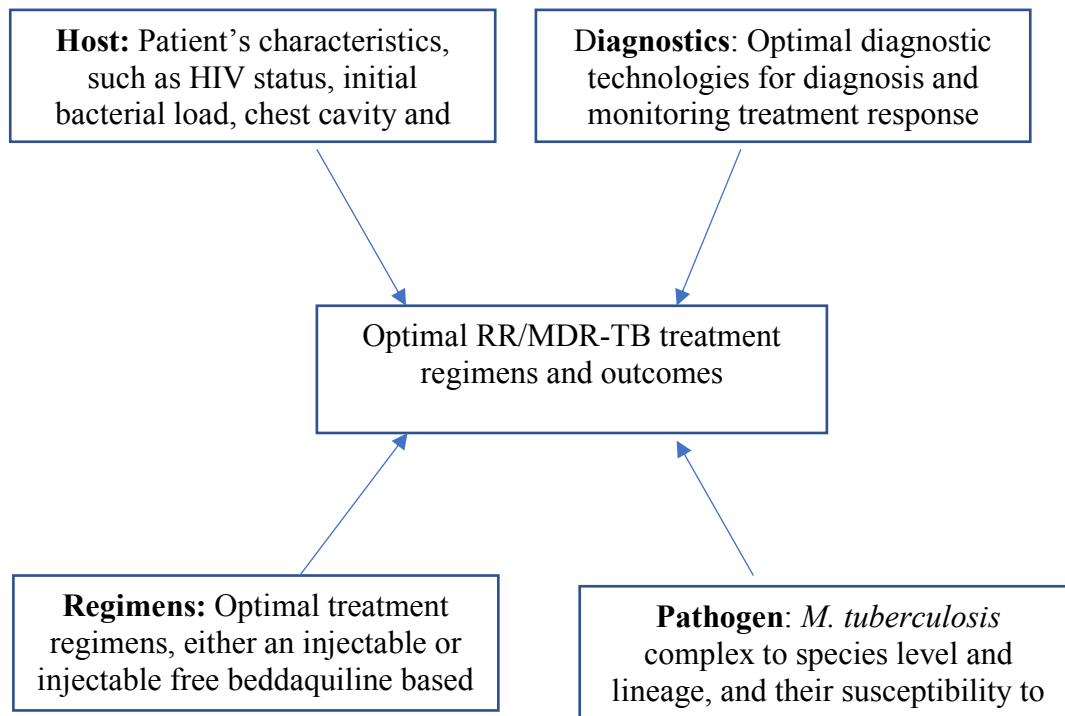 Host: Patient’s characteristics,
such as HIV status, initial
bacterial load, chest cavity and
Diagnostics: Optimal diagnostic
technologies for diagnosis and
monitoring treatment response
Optimal RR/MDR-TB treatment
regimens and outcomes
Regimens: Optimal treatment
regimens, either an injectable or
injectable free beddaquiline based
Pathogen: M. tuberculosis
complex to species level and
lineage, and their susceptibility to